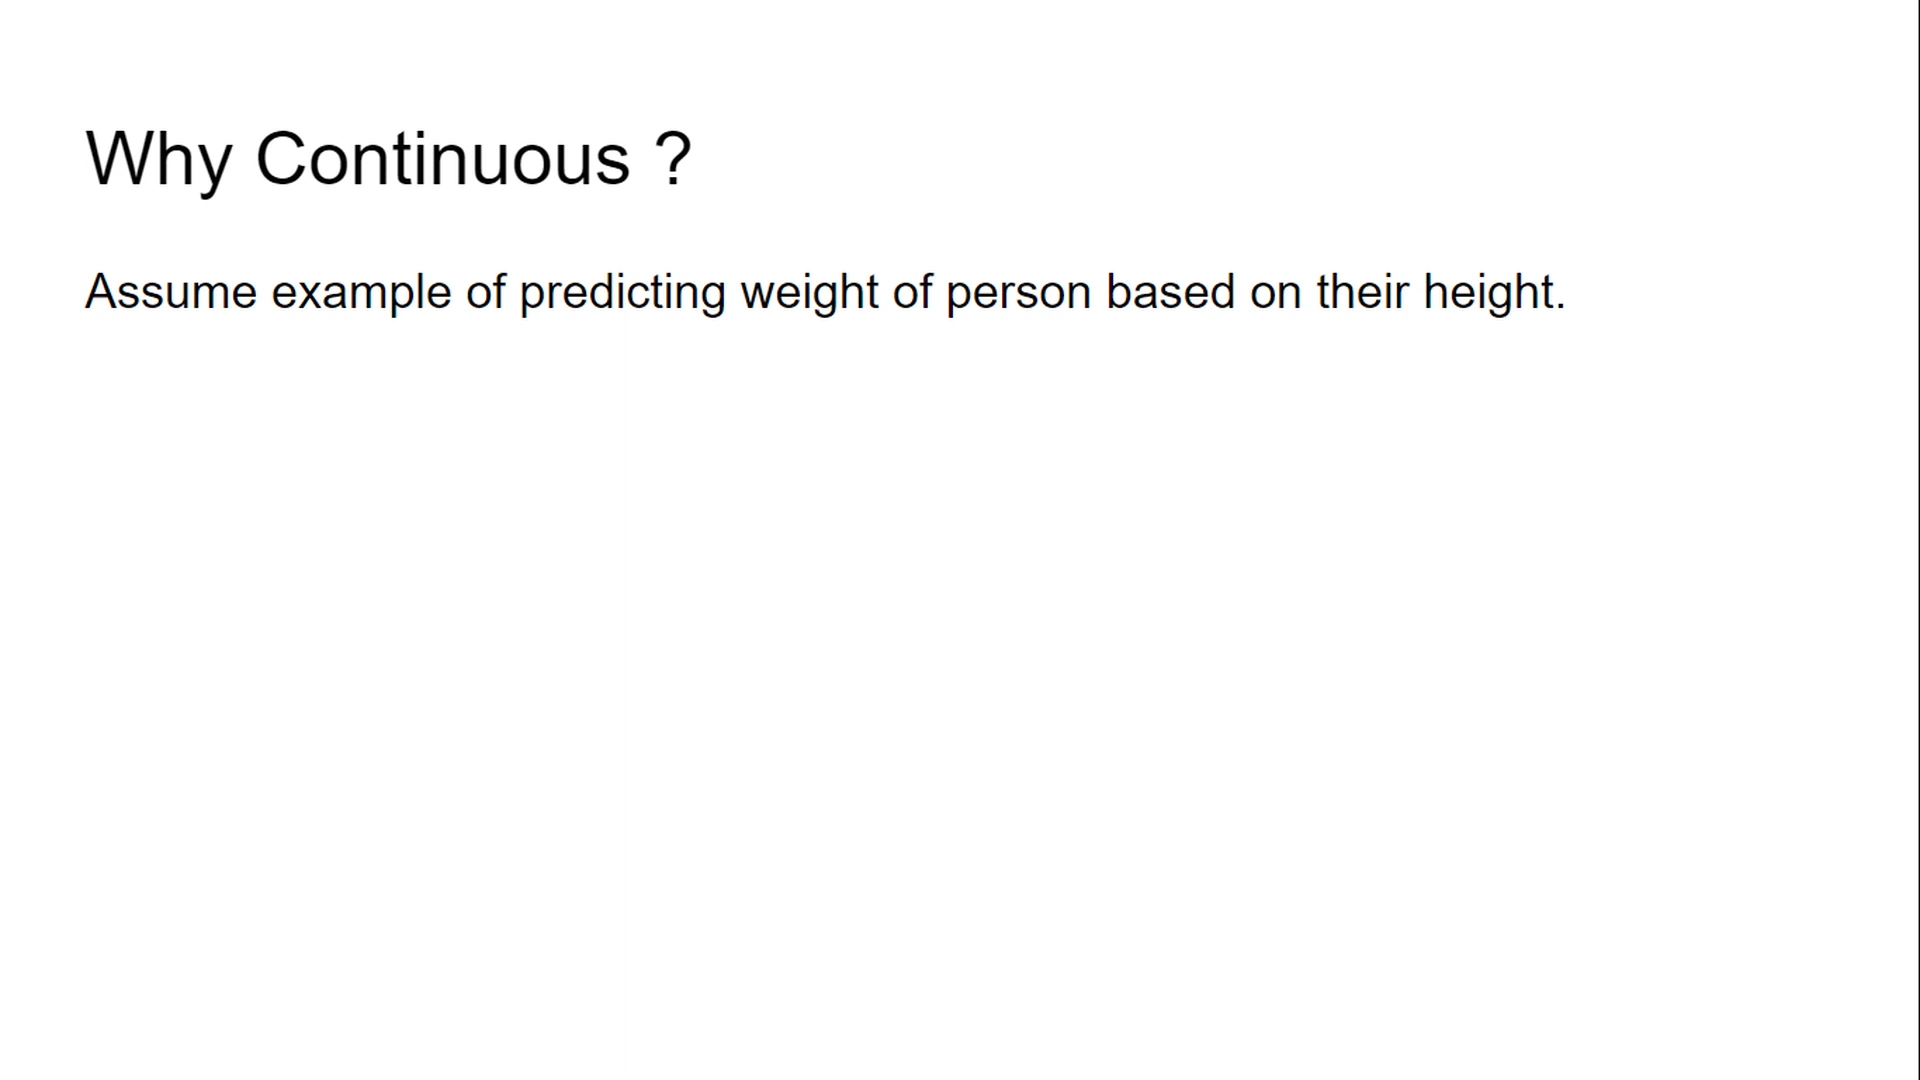 Why Continuous ?
Assume example of predicting weight of person based on their height.